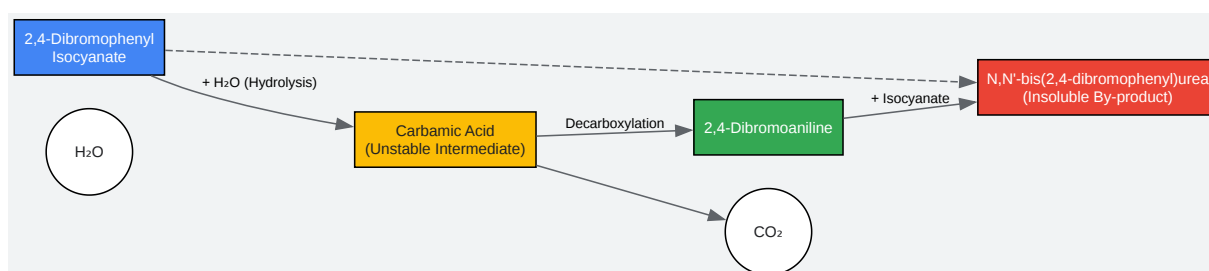 2,4-Dibromophenyl
Isocyanate
+ H₂O (Hydrolysis)
H₂O
Carbamic Acid
(Unstable Intermediate)
Decarboxylation
2,4-Dibromoaniline
CO₂
+ Isocyanate
N,N'-bis(2,4-dibromophenyl)urea
(Insoluble By-product)